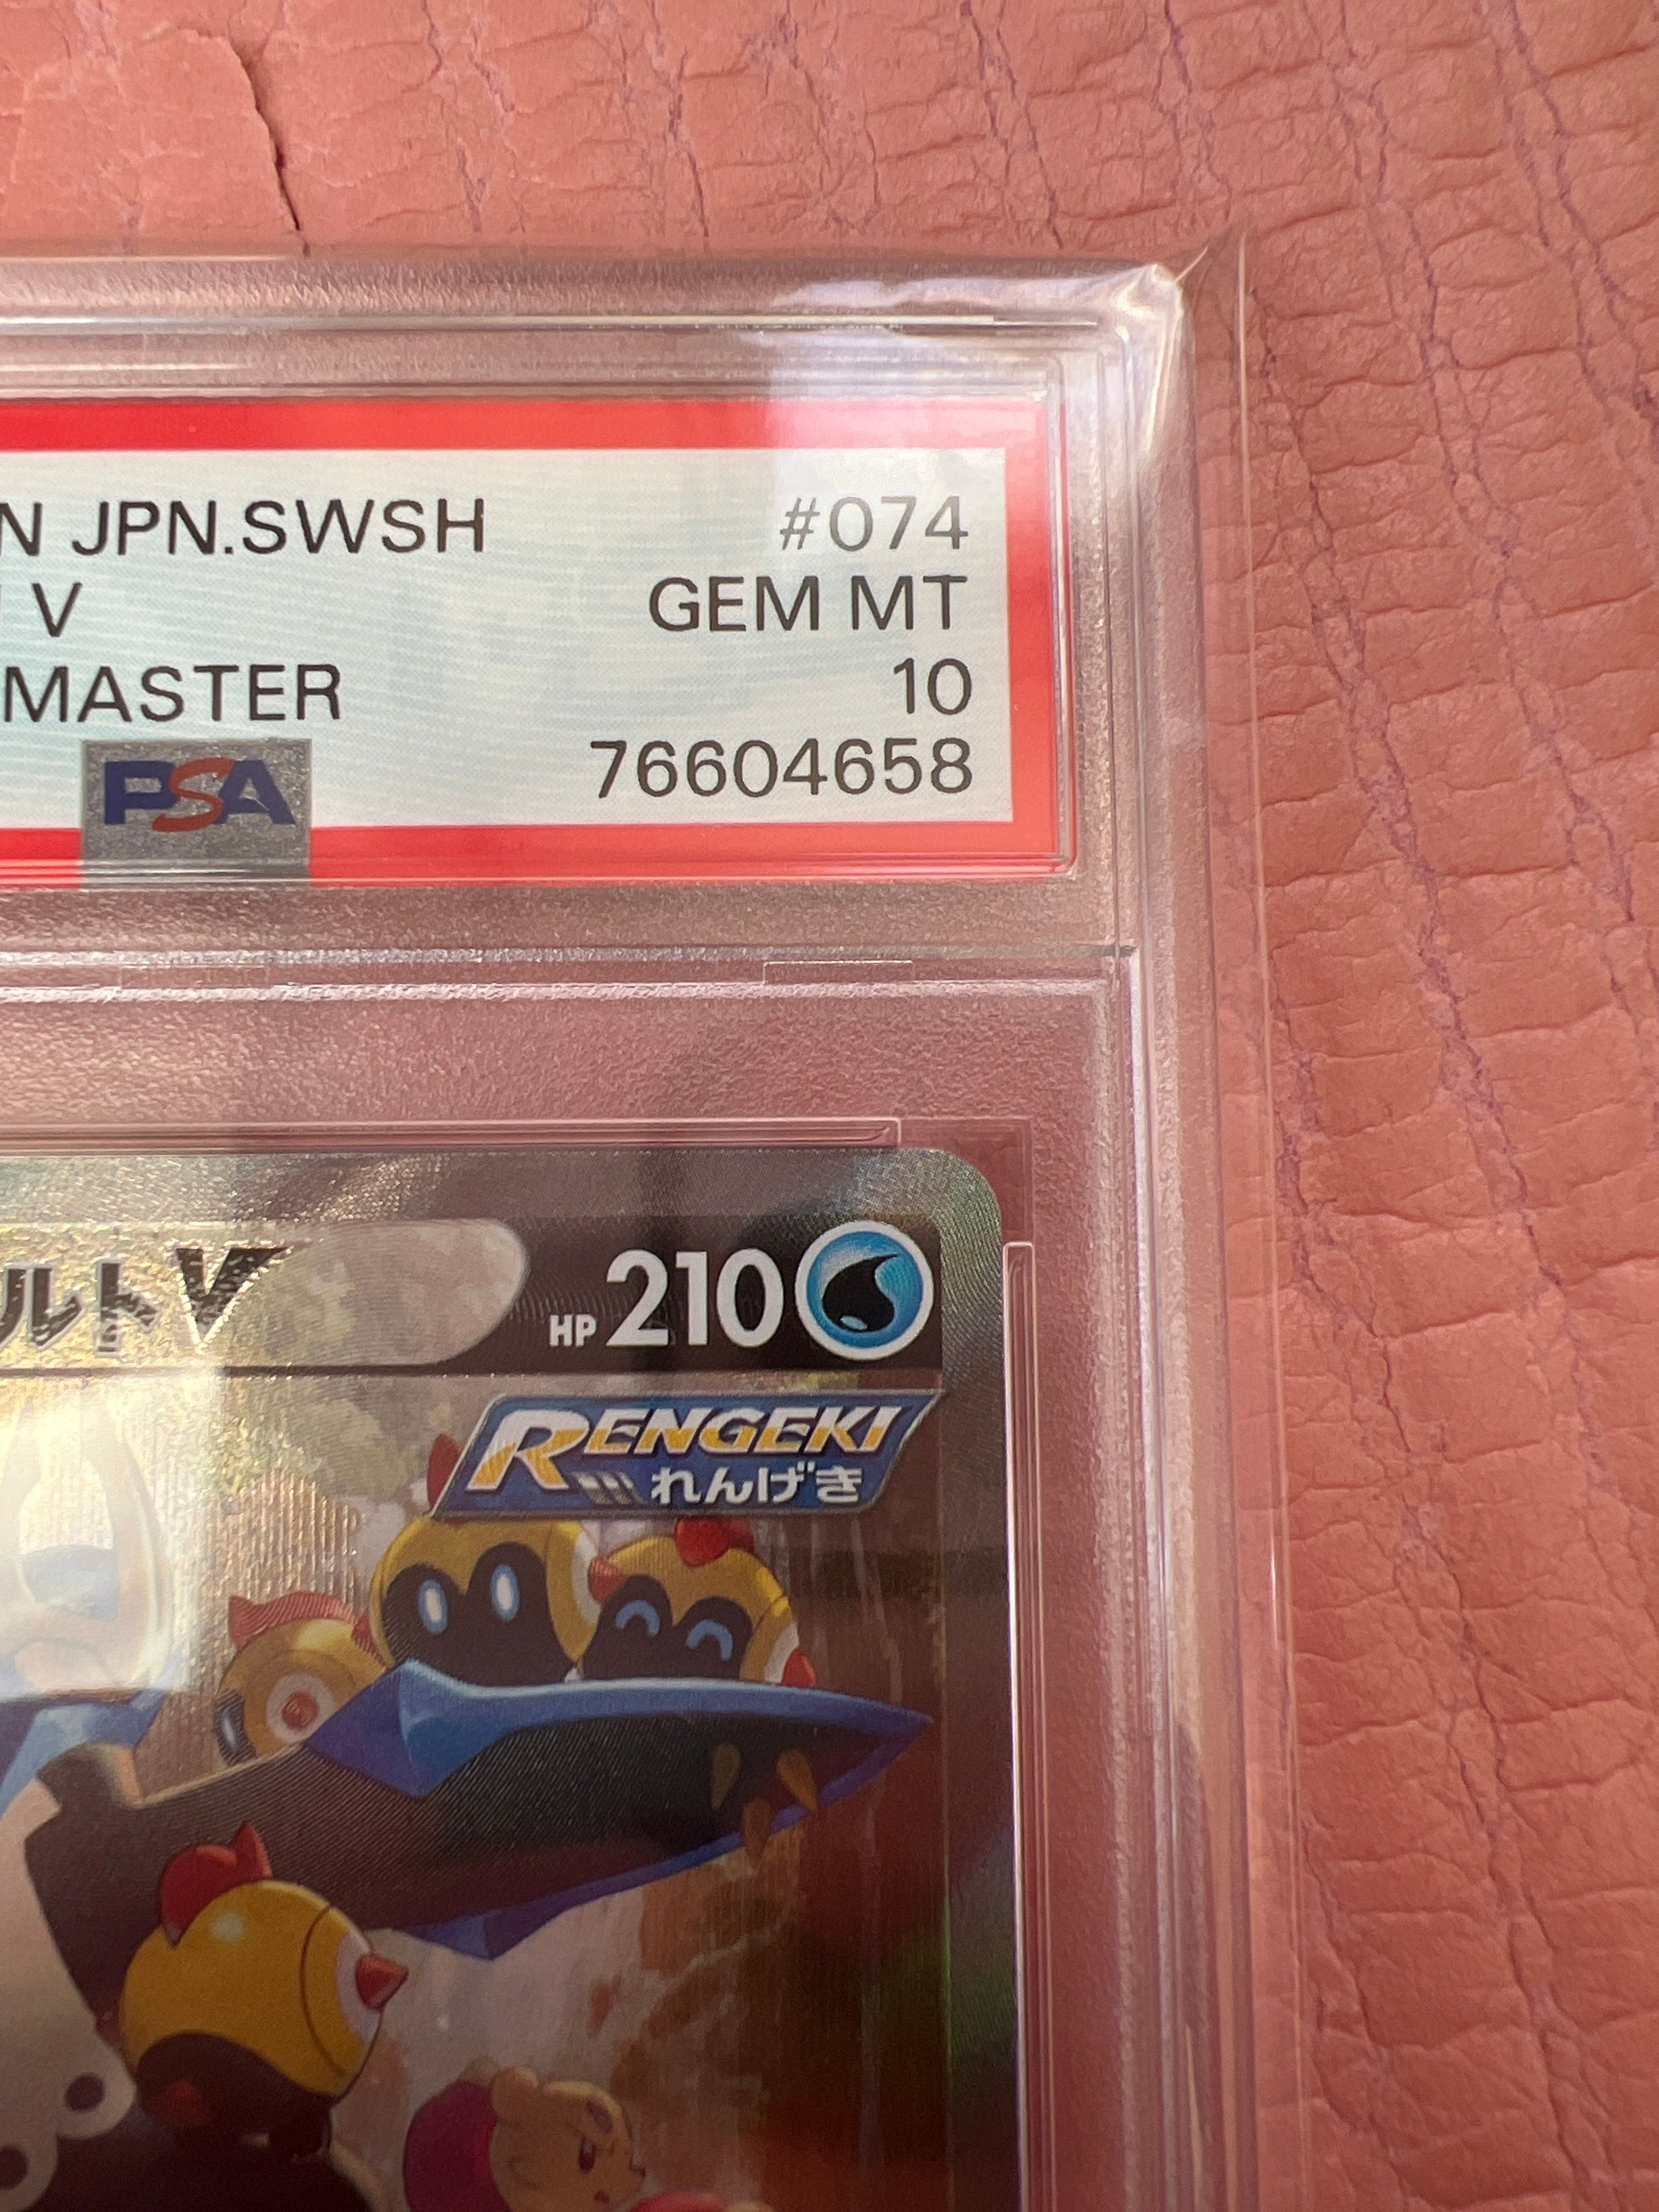 N JPN.SWSH #074
V GEM MT
MASTER 10
PSA 76604658
ルトV HP 210
RENGEKI
れんげき